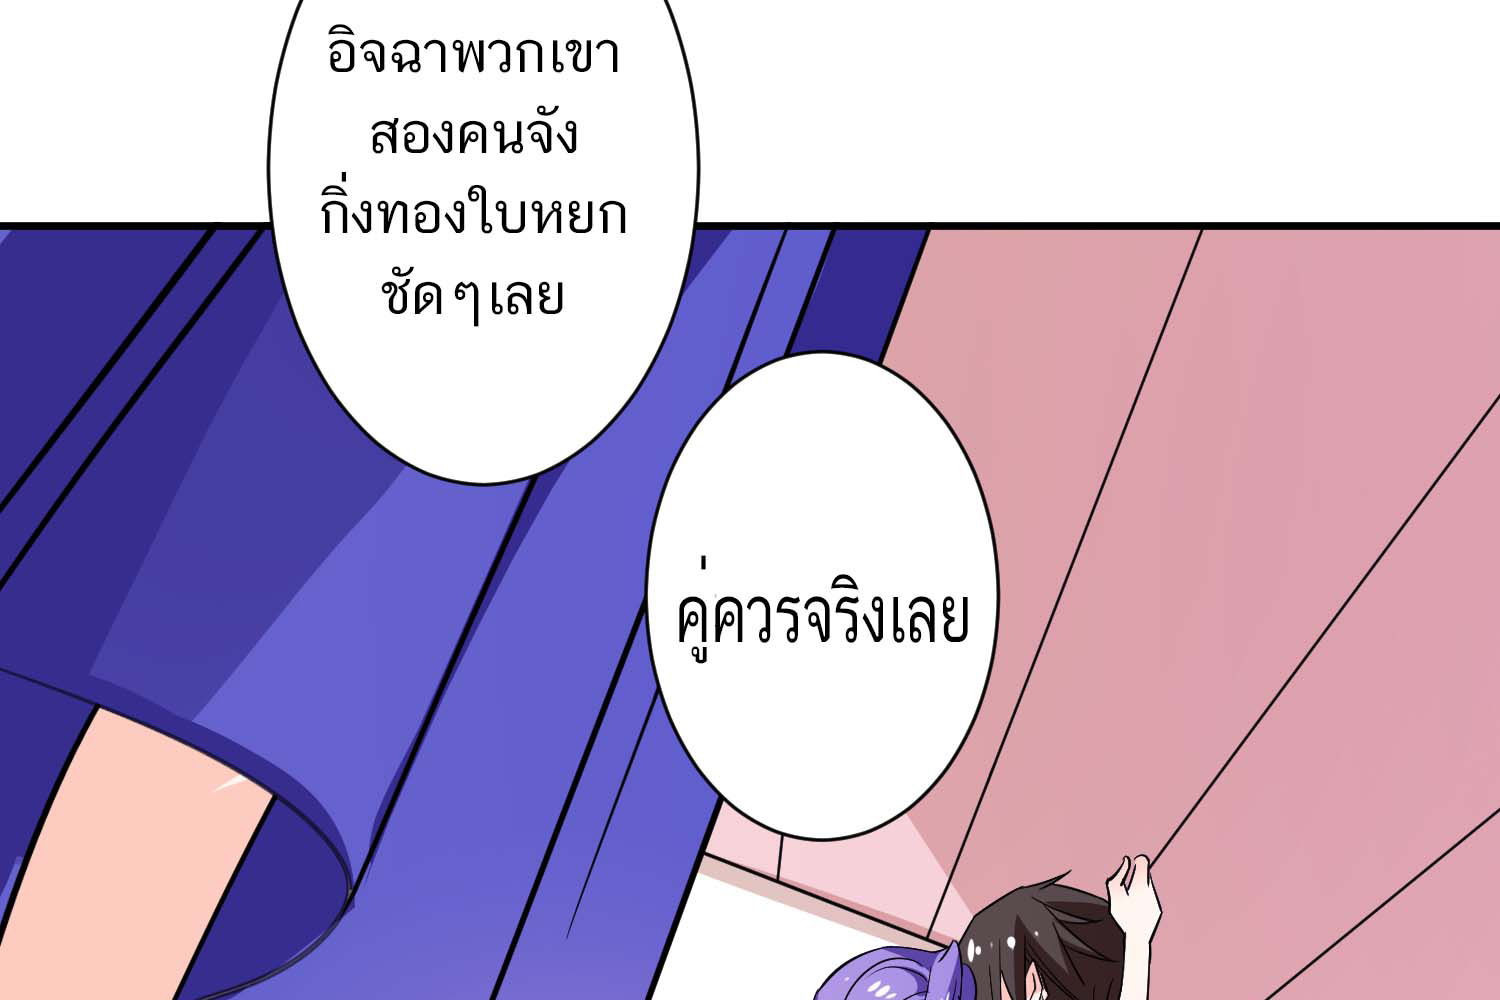 อิจฉาพวกเขา
สองคนจัง
กิ่งทองใบหยก
ชัดๆเลย
คู่ควรจริงเลย